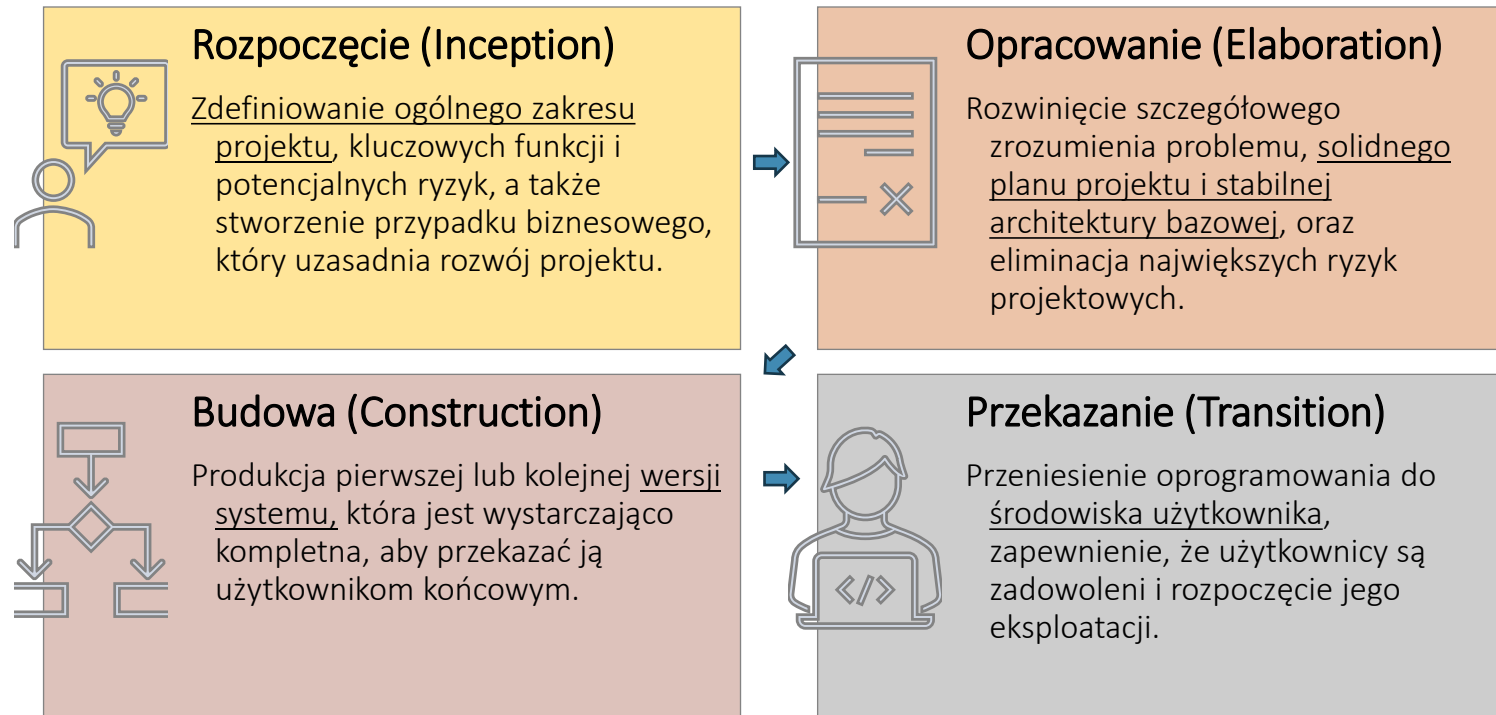 Rozpoczęcie (Inception)
Zdefiniowanie ogólnego zakresu
projektu, kluczowych funkcji i
potencjalnych ryzyk, a także
stworzenie przypadku biznesowego,
który uzasadnia rozwój projektu.
Opracowanie (Elaboration)
Rozwinięcie szczegółowego
zrozumienia problemu, solidnego
planu projektu i stabilnej
architektury bazowej, oraz
eliminacja największych ryzyk
projektowych.
Budowa (Construction)
Produkcja pierwszej lub kolejnej wersji
systemu, która jest wystarczająco
kompletna, aby przekazać ją
użytkownikom końcowym.
Przekazanie (Transition)
Przeniesienie oprogramowania do
środowiska użytkownika,
zapewnienie, że użytkownicy są
zadowoleni i rozpoczęcie jego
eksploatacji.